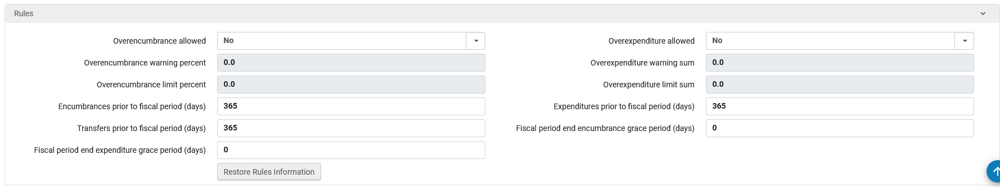 Rules
Overencumbrance allowed No Overexpenditure allowed No
Overencumbrance warning percent 0.0 Overexpenditure warning sum 0.0
Overencumbrance limit percent 0.0 Overexpenditure limit sum 0.0
Encumbrances prior to fiscal period (days) 365 Expenditures prior to fiscal period (days) 365
Transfers prior to fiscal period (days) 365 Fiscal period end encumbrance grace period (days) 0
Fiscal period end expenditure grace period (days) 0
Restore Rules Information